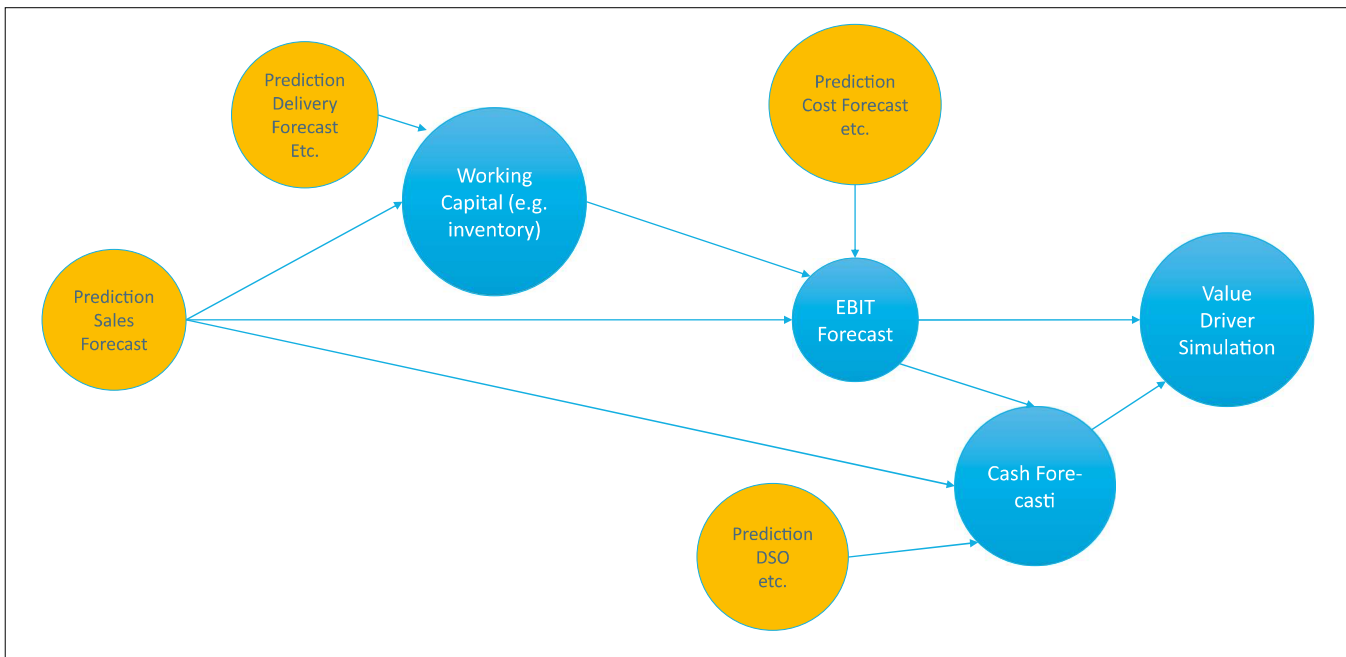 Prediction
Delivery
Forecast
Etc.
Prediction
Cost Forecast
etc.
Working
Capital (e.g.
inventory)
Prediction
Sales
Forecast
EBIT
Forecast
Value
Driver
Simulation
Cash Fore-
casti
Prediction
DSO
etc.